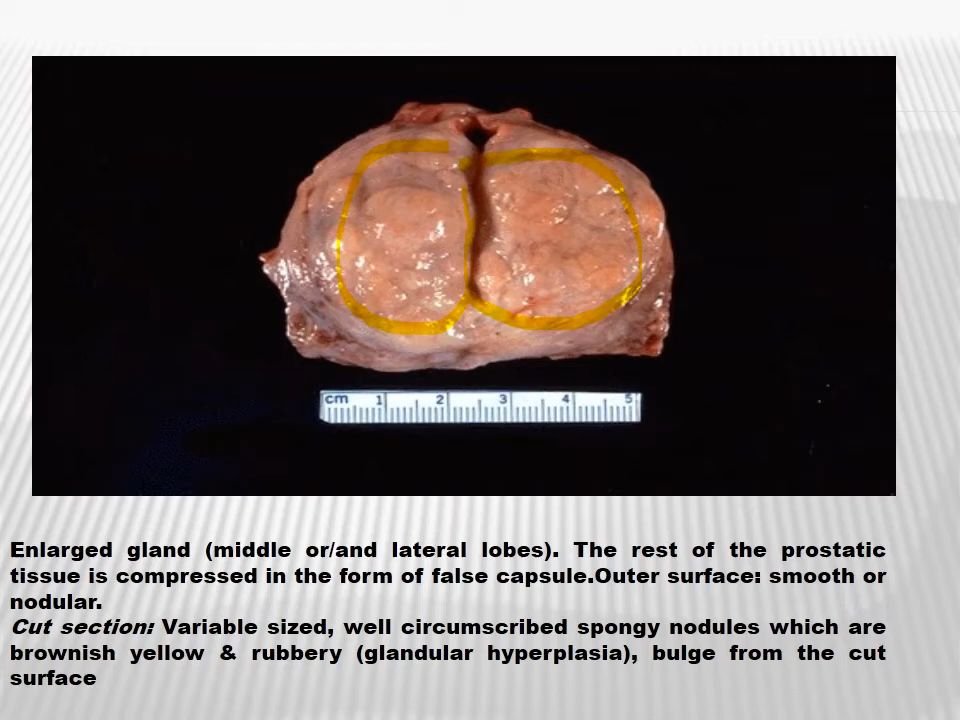 cm 1 2 3 4 5
Enlarged gland (middle or/and lateral lobes). The rest of the prostatic
tissue is compressed in the form of false capsule.Outer surface: smooth or
nodular.
Cut section: Variable sized, well circumscribed spongy nodules which are
brownish yellow & rubbery (glandular hyperplasia), bulge from the cut
surface